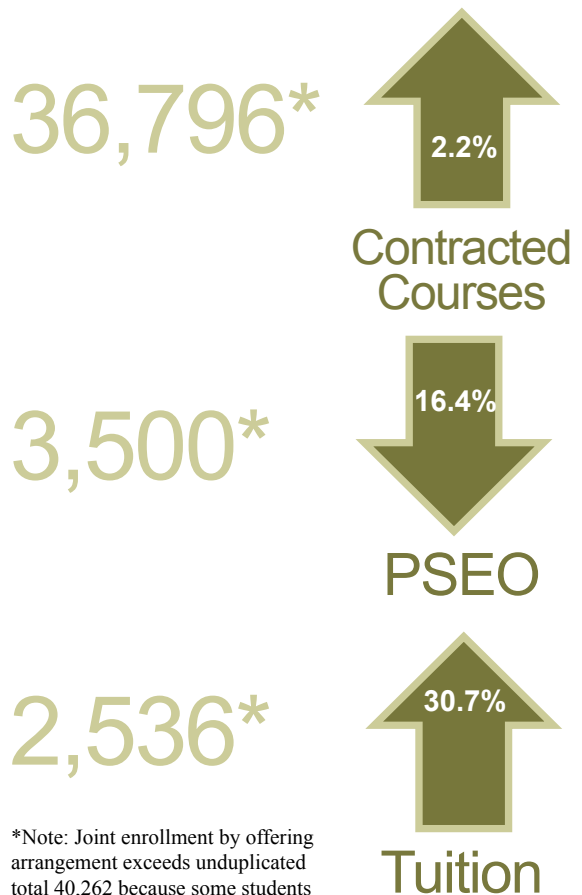 36,796*
2.2%
Contracted
Courses
3,500*
16.4%
PSEO
2,536*
30.7%
Tuition
*Note: Joint enrollment by offering
arrangement exceeds unduplicated
total 40,262 because some students